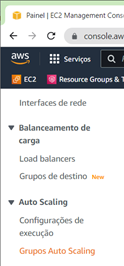 Painel | EC2 Management Cons
console.aw
aws
Serviços
EC2
Resource Groups & T
Interfaces de rede
Balanceamento de
carga
Load balancers
Grupos de destino New
Auto Scaling
Configurações de
execução
Grupos Auto Scaling